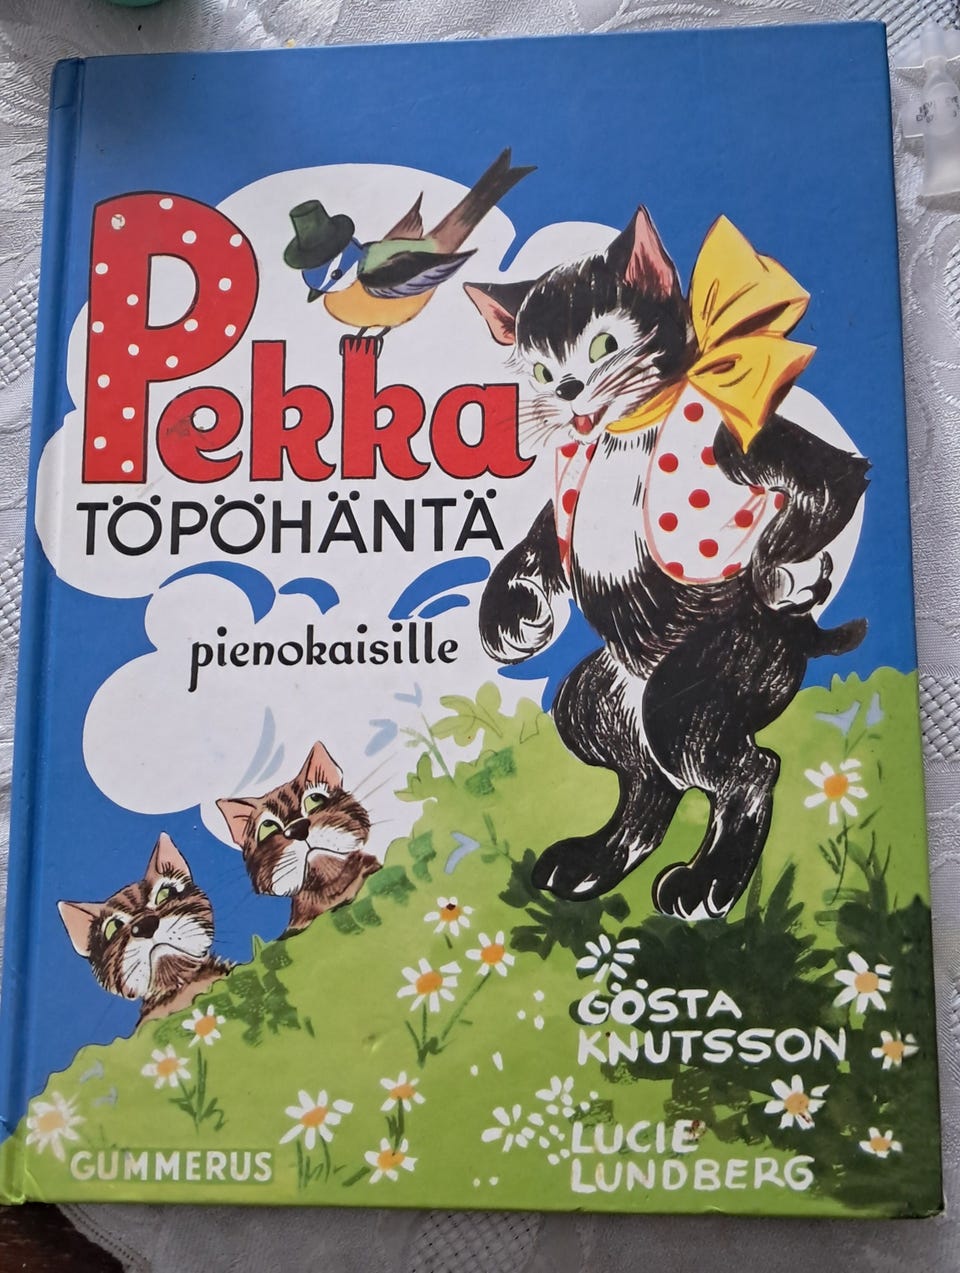 Pekka
TÖPÖHÄNTÄ
pienokaisille
GÖSTA
KNUTSSON
LUCIE
LUNDBERG
GUMMERUS